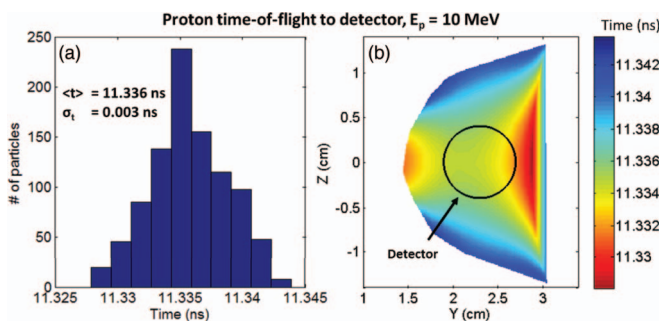 Proton time-of-flight to detector, Eₚ = 10 MeV
(a)
<t> = 11.336 ns
σₜ = 0.003 ns
# of particles
250
200
150
100
50
0
11.325 11.33 11.335 11.34 11.345
Time (ns)
(b)
Z (cm)
1
0.5
0
-0.5
-1
Detector
1 1.5 2 2.5 3
Y (cm)
Time (ns)
11.342
11.34
11.338
11.336
11.334
11.332
11.33